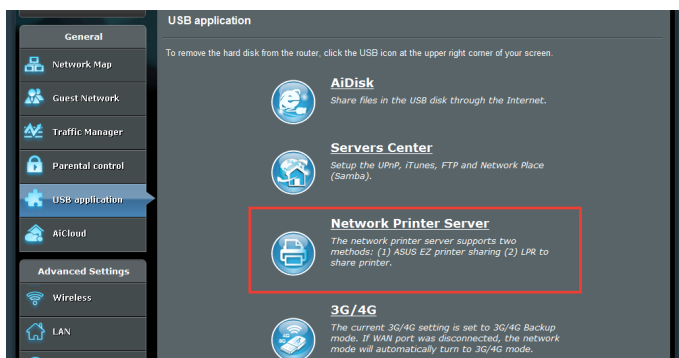 USB application
General
To remove the hard disk from the router, click the USB icon at the upper right corner of your screen.
Network Map
Guest Network
Traffic Manager
Parental control
USB application
AiCloud
Advanced Settings
Wireless
LAN
AiDisk
Share files in the USB disk through the Internet.
Servers Center
Setup the UPnP, iTunes, FTP and Network Place
(Samba).
Network Printer Server
The network printer server supports two
methods: (1) ASUS EZ printer sharing (2) LPR to
share printer.
3G/4G
The current 3G/4G setting is set to 3G/4G Backup
mode. If WAN port was disconnected, the network
mode will automatically turn to 3G/4G mode.